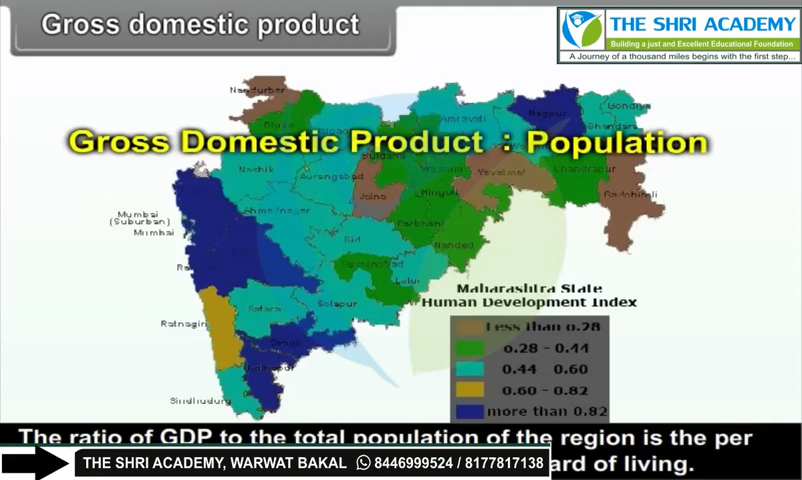 Gross domestic product
THE SHRI ACADEMY
Building a just and Excellent Educational Foundation
A Journey of a thousand miles begins with the first step...
Gross Domestic Product : Population
Nandurbar
Amravati
Nagpur
Gondiya
Bhandara
Buldana
Nashik
Aurangabad
Jalna
Washim
Yavatmal
Chandrapur
Gadchiroli
Hingoli
Mumbai
(Suburban)
Mumbai
Ahmednagar
Parbhani
Nanded
Bid
Latur
Satara
Solapur
Ratnagiri
Sangli
Kolhapur
Sindhudurg
Maharashtra State
Human Development Index
Less than 0.28
0.28 - 0.44
0.44 0.60
0.60 - 0.82
more than 0.82
The ratio of GDP to the total population of the region is the per
ard of living.
THE SHRI ACADEMY, WARWAT BAKAL 8446999524 / 8177817138